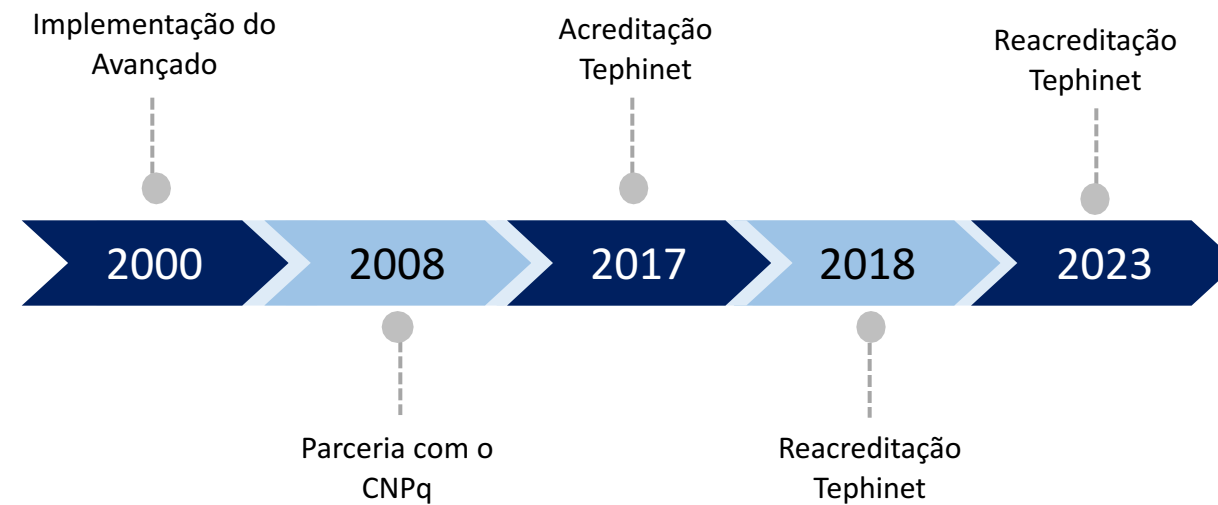 Implementação do
Avançado
Acreditação
Tephinet
Reacreditação
Tephinet
2000
2008
2017
2018
2023
Parceria com o
CNPq
Reacreditação
Tephinet